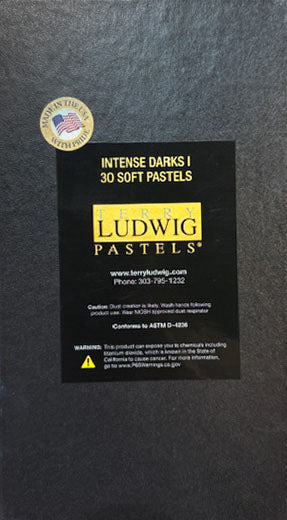 MADE IN THE USA
WITH PRIDE
INTENSE DARKS I
30 SOFT PASTELS
TERRY
LUDWIG
PASTELS®
www.terryludwig.com
Phone: 303-795-1232
Caution: Dust creation is likely. Wash hands following
product use. Wear NIOSH approved dust respirator
Conforms to ASTM D-4236
WARNING: This product can expose you to chemicals including
titanium dioxide, which is known in the State of
California to cause cancer. For more information,
go to www.P65Warnings.ca.gov